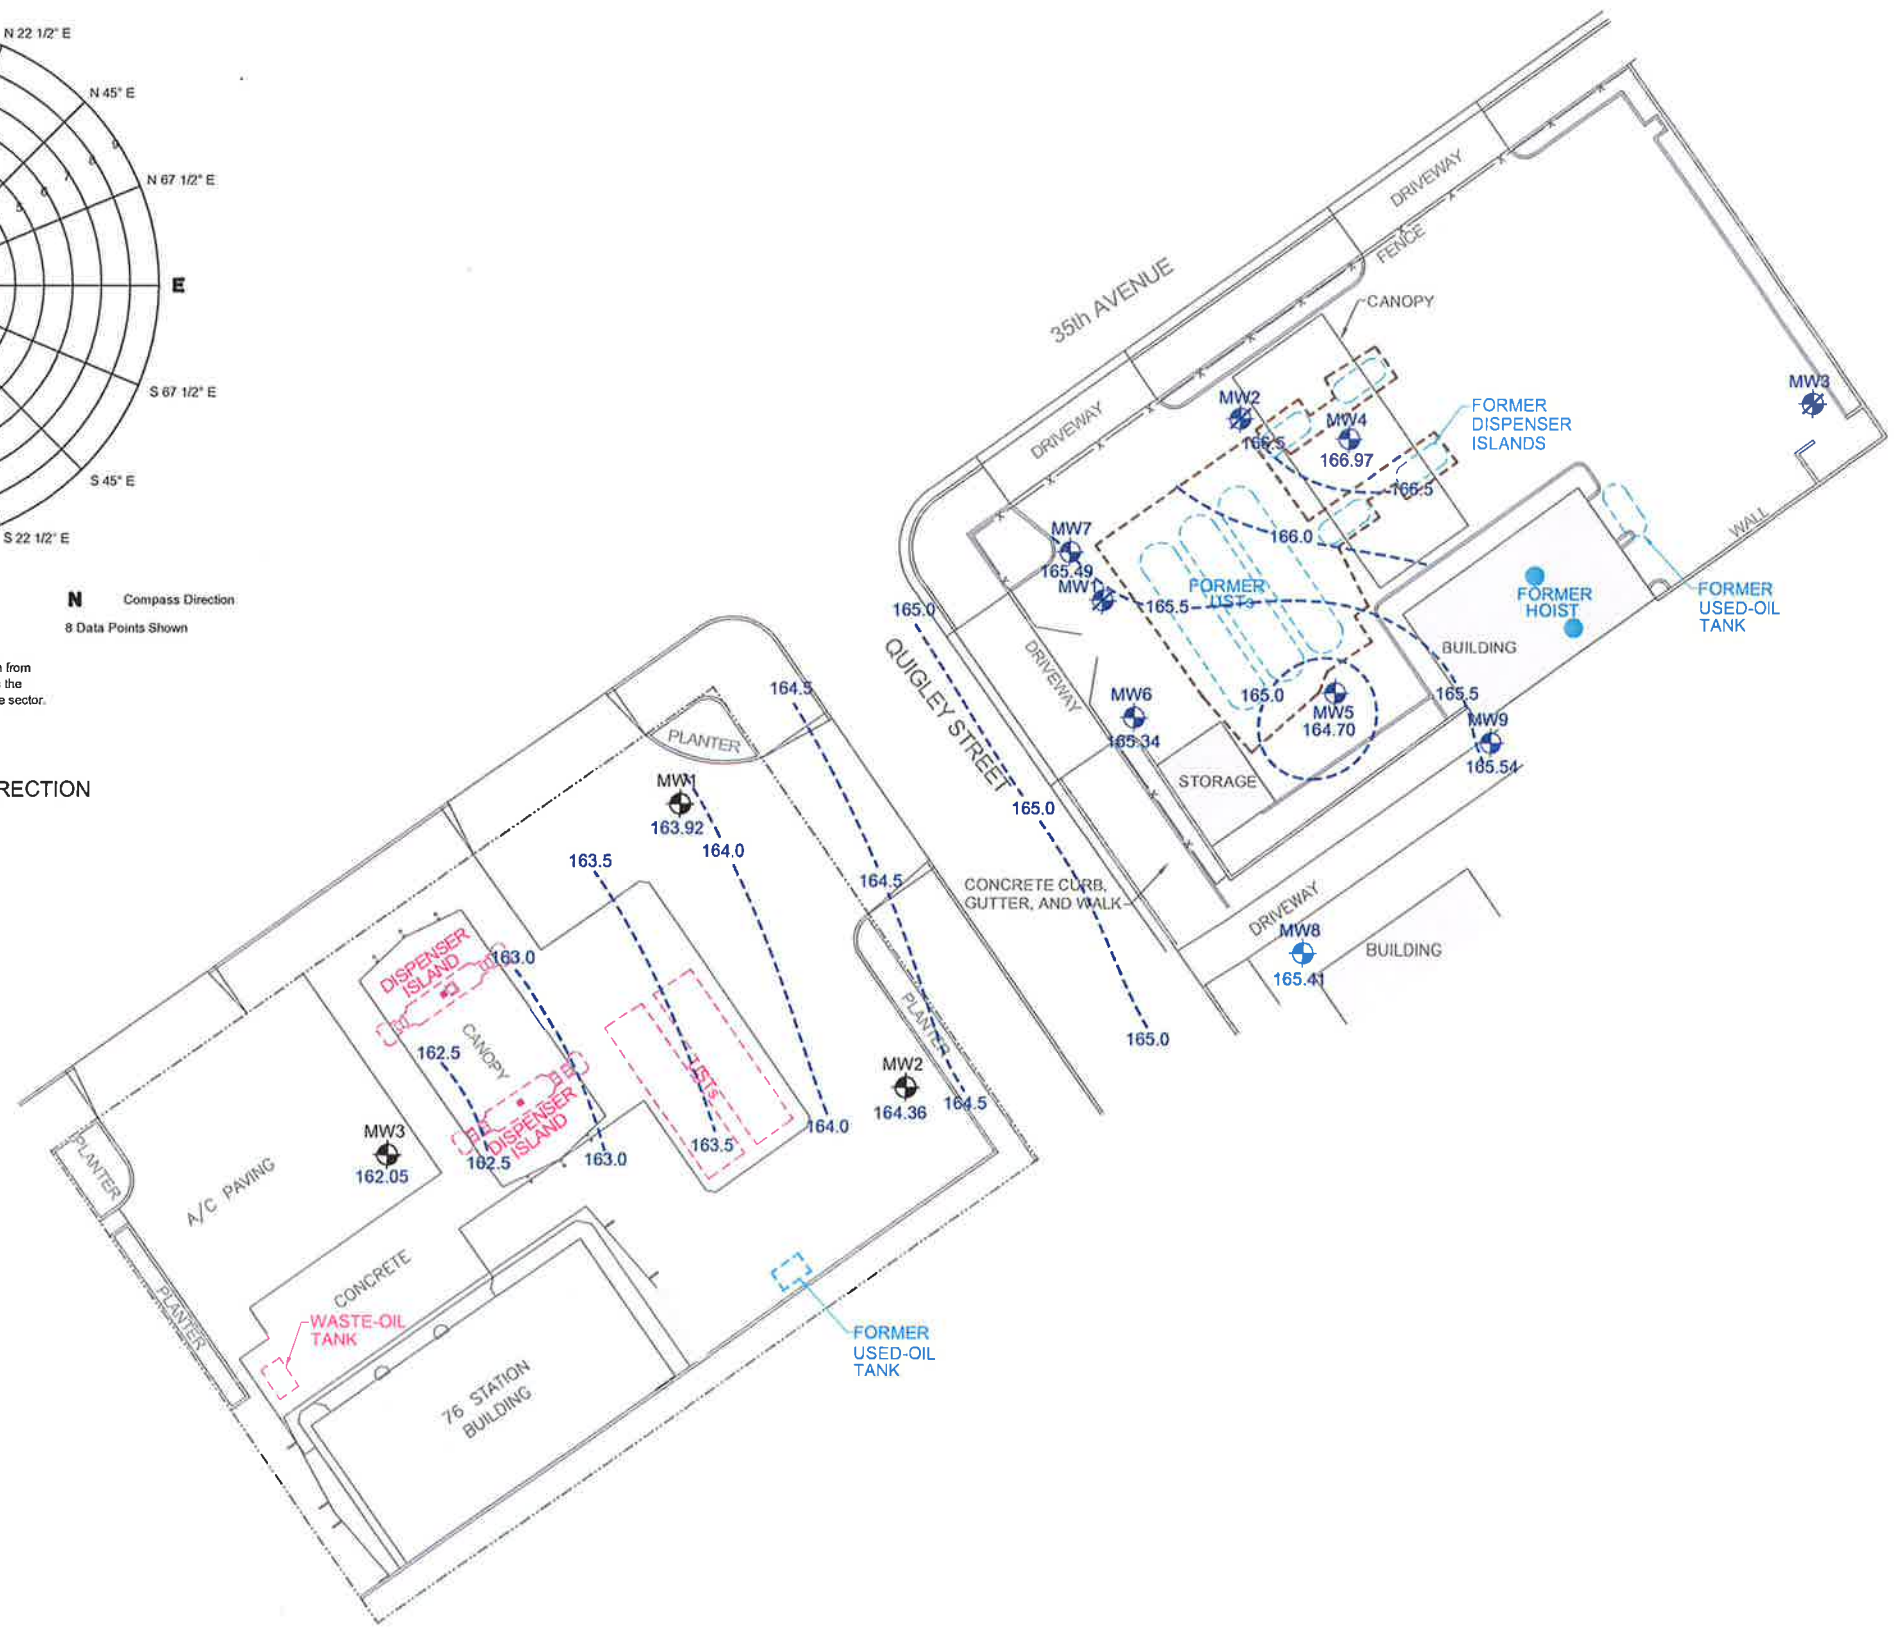 N 22 1/2° E
N 45° E
9
8
7
N 67 1/2° E
6
5
E
S 67 1/2° E
S 45° E
S 22 1/2° E
N Compass Direction
8 Data Points Shown
from
the
e sector.
RECTION
35th AVENUE
DRIVEWAY
FENCE
CANOPY
DRIVEWAY
MW2
166.5
MW4
166.97
166.5
FORMER
DISPENSER
ISLANDS
MW3
WALL
MW7
165.49
MW1
165.5
166.0
FORMER
USTs
FORMER
HOIST
FORMER
USED-OIL
TANK
165.0
QUIGLEY STREET
DRIVEWAY
BUILDING
MW6
165.34
165.0
MW5
164.70
165.5
MW9
165.54
STORAGE
165.0
164.5
PLANTER
MW1
163.92
164.0
163.5
164.5
CONCRETE CURB,
GUTTER, AND WALK
DRIVEWAY
MW8
165.41
BUILDING
165.0
DISPENSER
ISLAND
163.0
CANOPY
162.5
USTs
PLANTER
MW2
164.36
164.5
DISPENSER
ISLAND
162.5
163.0
163.5
164.0
MW3
162.05
PLANTER
A/C PAVING
CONCRETE
PLANTER
WASTE-OIL
TANK
FORMER
USED-OIL
TANK
76 STATION
BUILDING